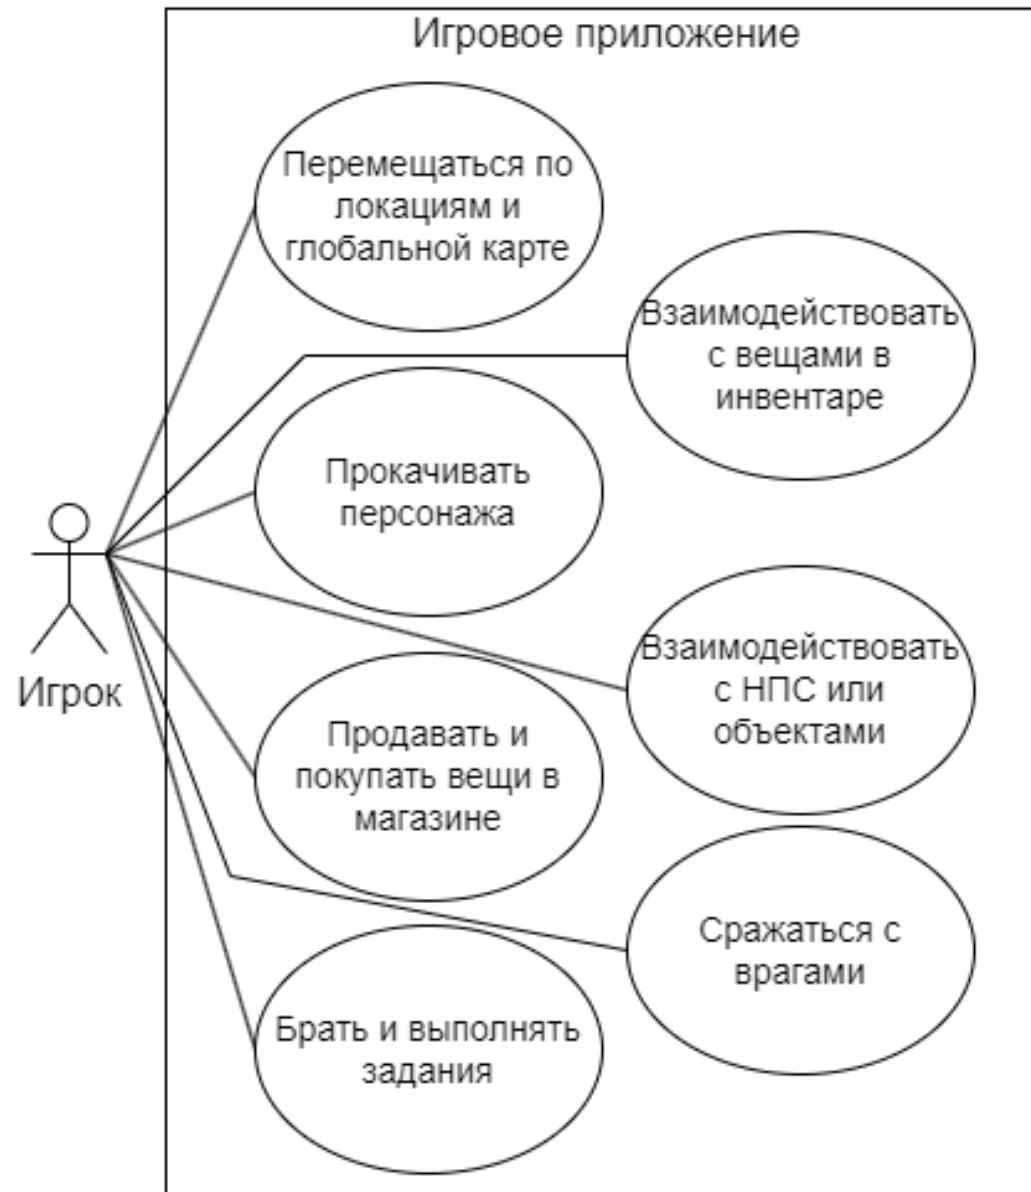 Игровое приложение
Перемещаться по
локациям и
глобальной карте
Взаимодействовать
с вещами в
инвентаре
Прокачивать
персонажа
Игрок
Взаимодействовать
с НПС или
объектами
Продавать и
покупать вещи в
магазине
Сражаться с
врагами
Брать и выполнять
задания